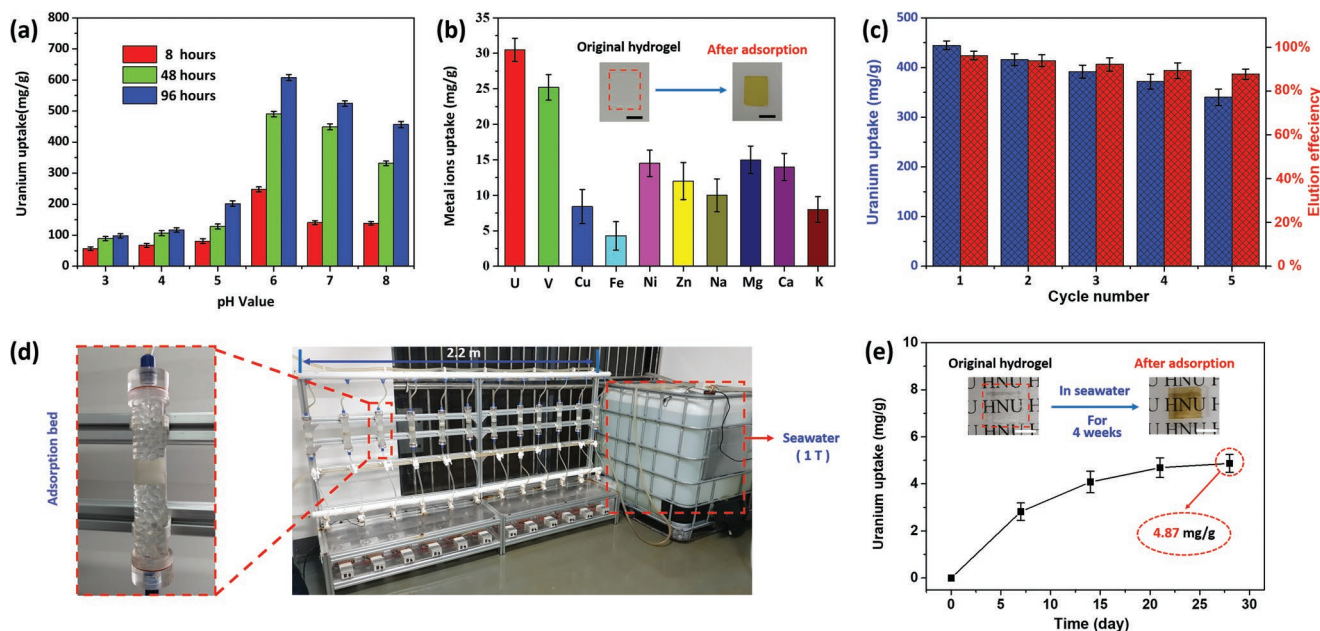 (a)
800
700
600
500
400
300
200
100
0
Uranium uptake(mg/g)
8 hours
48 hours
96 hours
3 4 5 6 7 8
pH Value
(b)
35
30
25
20
15
10
5
0
Metal ions uptake (mg/g)
Original hydrogel
After adsorption
U V Cu Fe Ni Zn Na Mg Ca K
(c)
500
400
300
200
100
0
Uranium uptake (mg/g)
100%
80%
60%
40%
20%
0 %
Elution effeciency
1 2 3 4 5
Cycle number
(d)
Adsorption bed
2.2 m
Seawater
( 1 T )
(e)
10
8
6
4
2
0
Uranium uptake (mg/g)
Original hydrogel
After adsorption
In seawater
For
4 weeks
U HNU H
U HNU H
4.87 mg/g
0 5 10 15 20 25 30
Time (day)